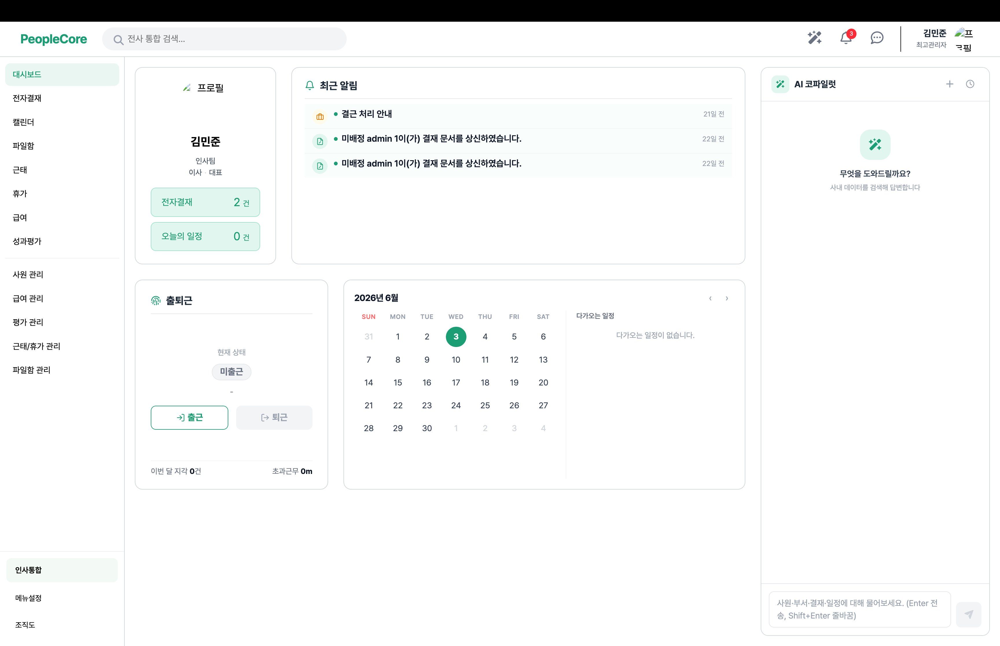 PeopleCore
전사 통합 검색...
3
김민준
최고관리자
대시보드
전자결재
캘린더
파일함
근태
휴가
급여
성과평가
사원 관리
급여 관리
평가 관리
근태/휴가 관리
파일함 관리
인사통합
메뉴설정
조직도
프로필
김민준
인사팀
이사 · 대표
전자결재 2 건
오늘의 일정 0 건
최근 알림
결근 처리 안내 21일 전
미배정 admin 1이(가) 결재 문서를 상신하였습니다. 22일 전
미배정 admin 1이(가) 결재 문서를 상신하였습니다. 22일 전
출퇴근
현재 상태
미출근
-
출근 퇴근
이번 달 지각 0건 초과근무 0m
2026년 6월
SUN MON TUE WED THU FRI SAT
31 1 2 3 4 5 6
7 8 9 10 11 12 13
14 15 16 17 18 19 20
21 22 23 24 25 26 27
28 29 30 1 2 3 4
다가오는 일정
다가오는 일정이 없습니다.
AI 코파일럿
무엇을 도와드릴까요?
사내 데이터를 검색해 답변합니다
사원·부서·결재·일정에 대해 물어보세요. (Enter 전
송, Shift+Enter 줄바꿈)